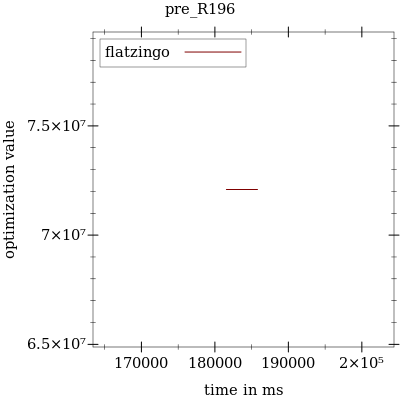 pre_R196
flatzingo
optimization value
7.5×10⁷
7×10⁷
6.5×10⁷
170000 180000 190000 2×10⁵
time in ms